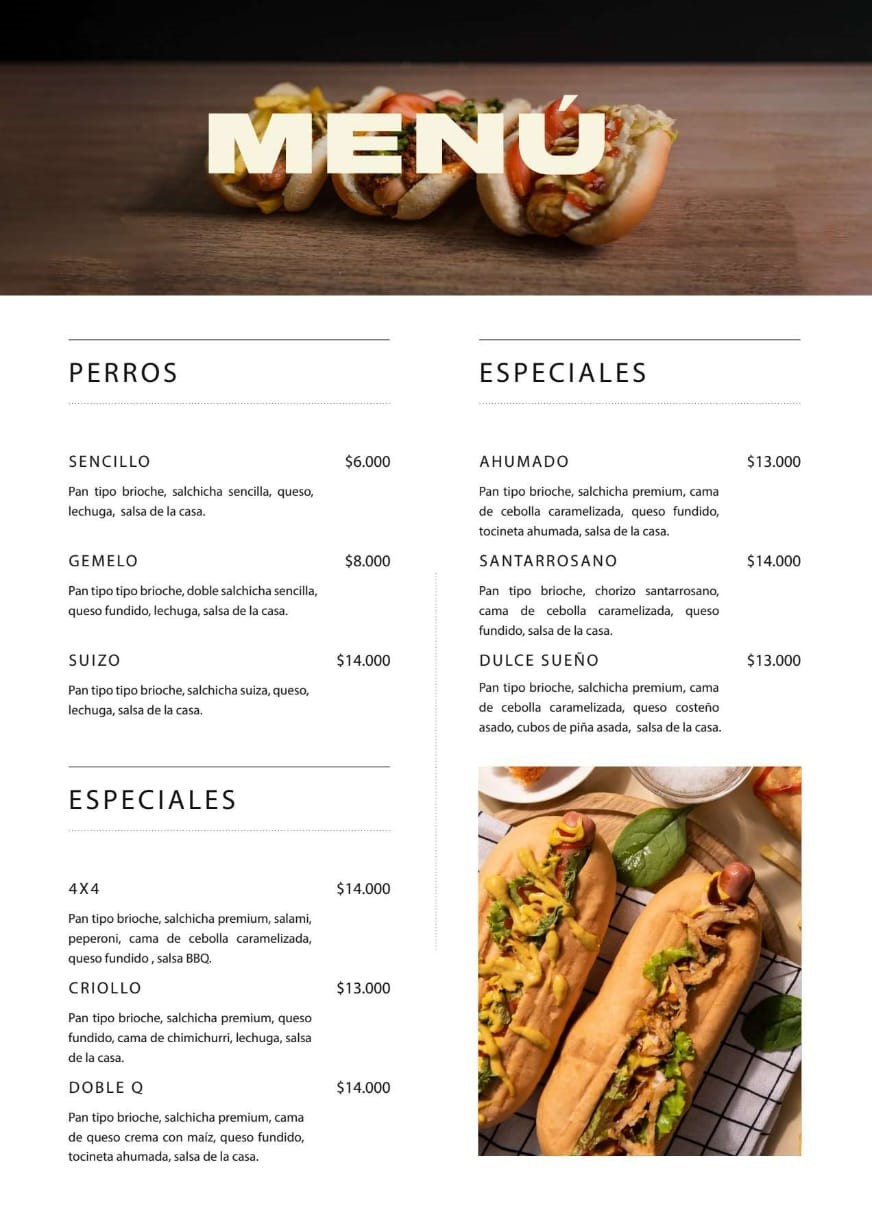 MENÚ
PERROS
SENCILLO $6.000
Pan tipo brioche, salchicha sencilla, queso,
lechuga, salsa de la casa.
GEMELO $8.000
Pan tipo tipo brioche, doble salchicha sencilla,
queso fundido, lechuga, salsa de la casa.
SUIZO $14.000
Pan tipo tipo brioche, salchicha suiza, queso,
lechuga, salsa de la casa.
ESPECIALES
4X4 $14.000
Pan tipo brioche, salchicha premium, salami,
peperoni, cama de cebolla caramelizada,
queso fundido , salsa BBQ.
CRIOLLO $13.000
Pan tipo brioche, salchicha premium, queso
fundido, cama de chimichurri, lechuga, salsa
de la casa.
DOBLE Q $14.000
Pan tipo brioche, salchicha premium, cama
de queso crema con maíz, queso fundido,
tocineta ahumada, salsa de la casa.
ESPECIALES
AHUMADO $13.000
Pan tipo brioche, salchicha premium, cama
de cebolla caramelizada, queso fundido,
tocineta ahumada, salsa de la casa.
SANTARROSANO $14.000
Pan tipo brioche, chorizo santarrosano,
cama de cebolla caramelizada, queso
fundido, salsa de la casa.
DULCE SUEÑO $13.000
Pan tipo brioche, salchicha premium, cama
de cebolla caramelizada, queso costeño
asado, cubos de piña asada, salsa de la casa.